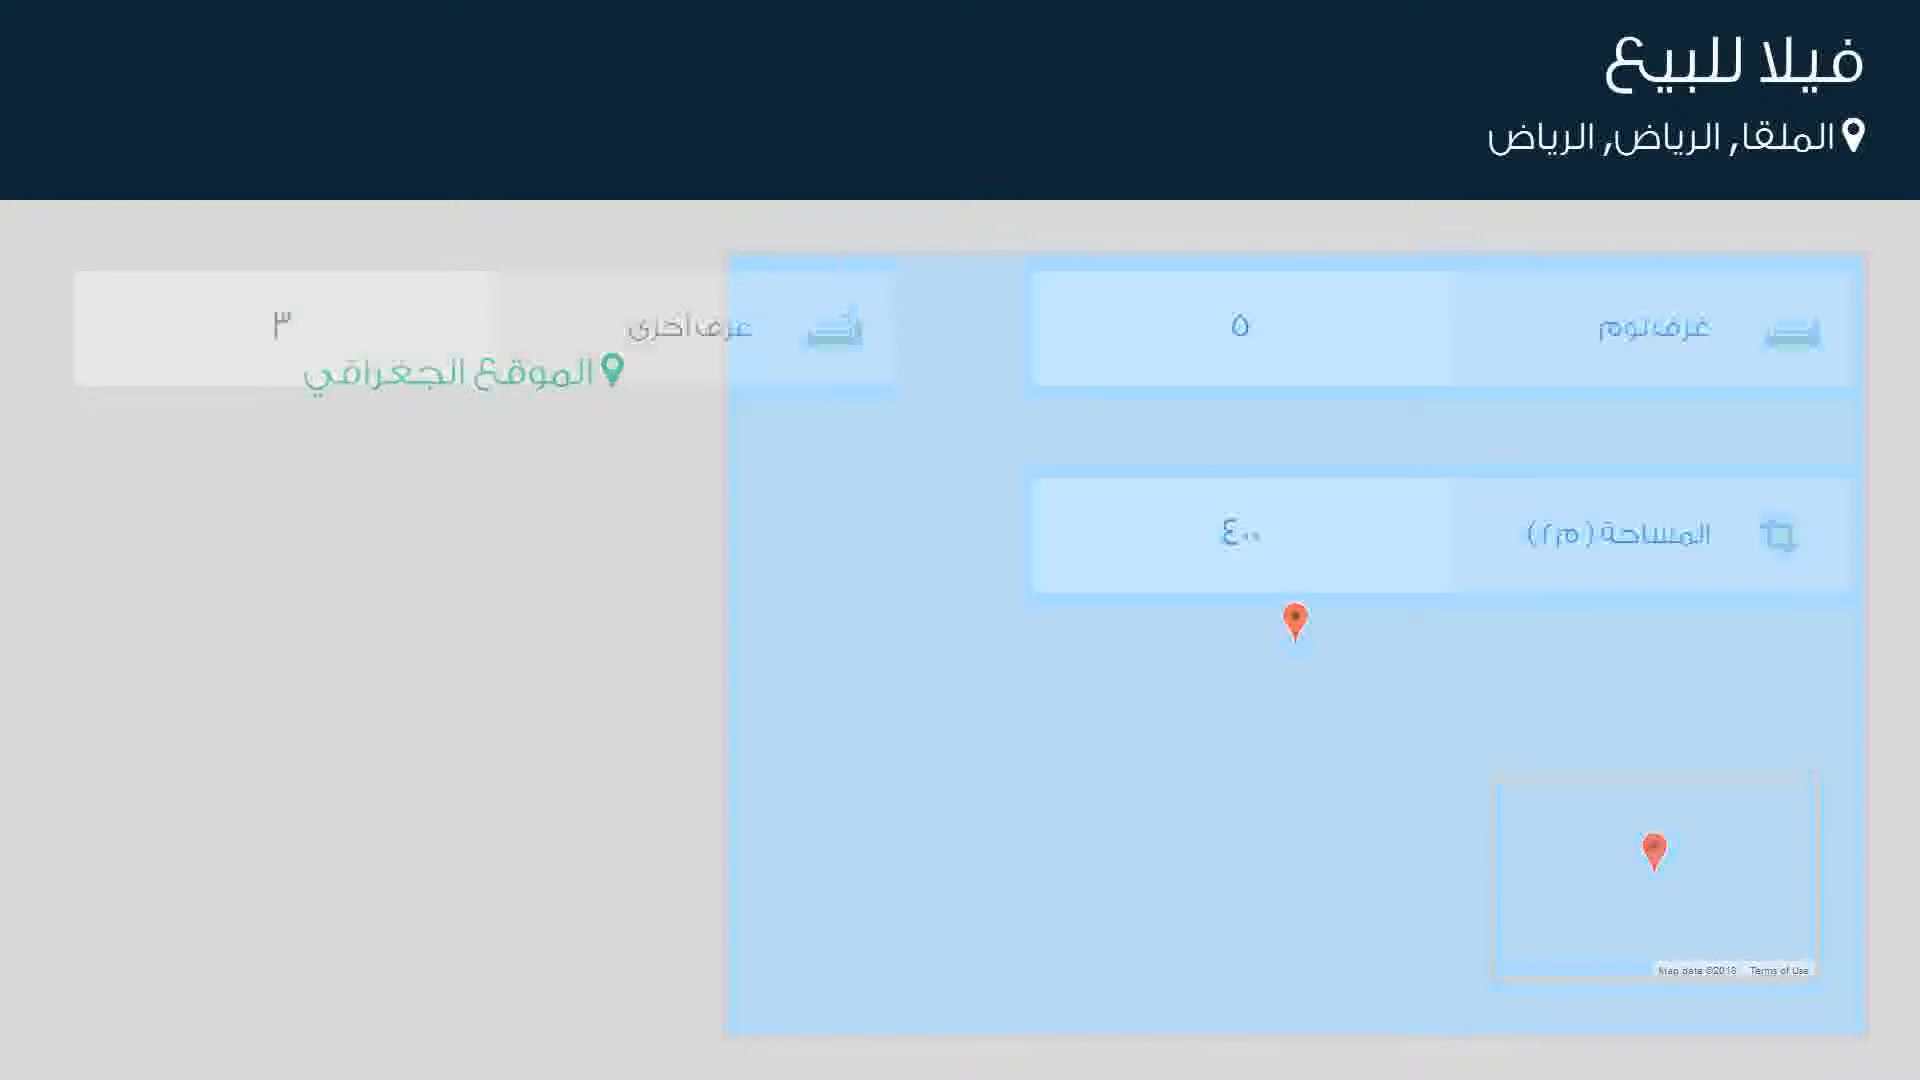 فيلا للبيع
الملقا, الرياض, الرياض
غرف نوم
٥
غرف أخرى
٣
الموقع الجغرافي
المساحة (م٢)
٤٠٠
Map data ©2018 Terms of Use